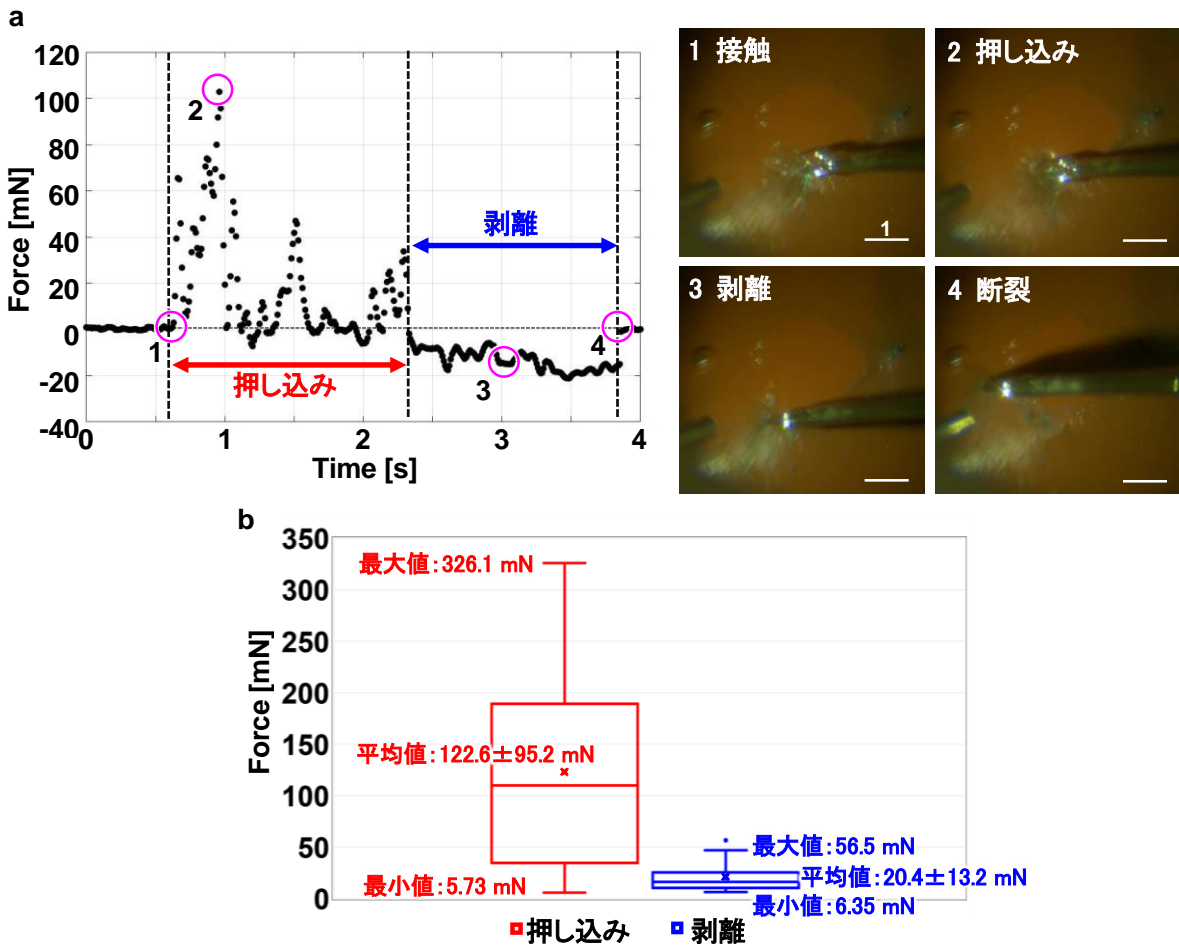 a
120
100
80
60
40
20
0
-20
-40
Force [mN]
0 1 2 3 4
Time [s]
1
2
3
4
押し込み
剥離
1 接触
1
2 押し込み
3 剥離
4 断裂
b
350
300
250
200
150
100
50
0
Force [mN]
最大値:326.1 mN
平均値:122.6±95.2 mN
最小値:5.73 mN
最大値:56.5 mN
平均値:20.4±13.2 mN
最小値:6.35 mN
押し込み 剥離